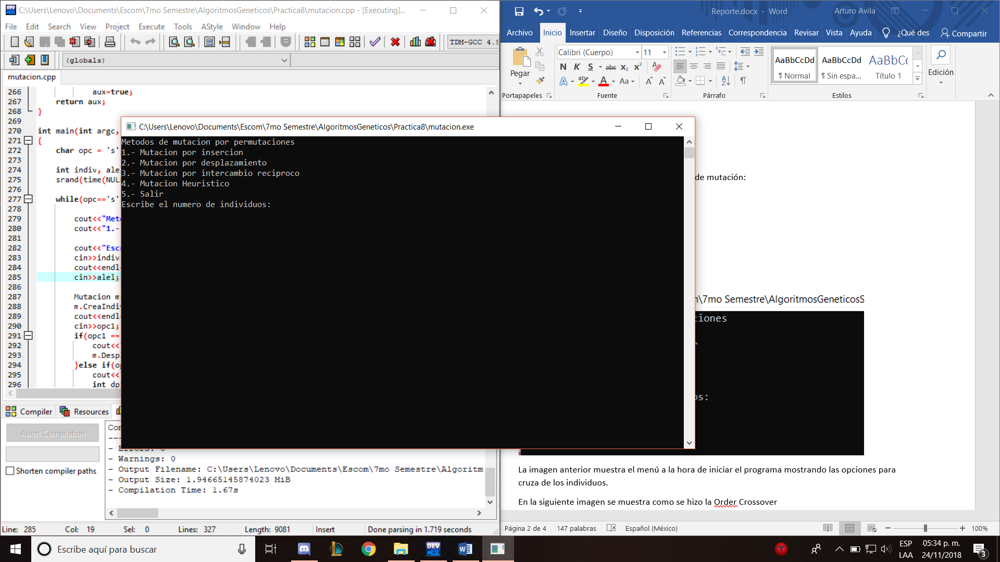 C:\Users\Lenovo\Documents\Escom\7mo Semestre\AlgoritmosGeneticos\Practica8\mutacion.cpp - [Executing]...
File Edit Search View Project Execute Tools AStyle Window Help
TDM-GCC 4.9
(globals)
mutacion.cpp
266 aux=true;
267 return aux;
268 }
269
270 int main(int argc,
271 {
272 char opc = 's'
273
274 int indiv, ale
275 srand(time(NUL
276
277 while(opc=='s'
278
279 cout<<"Met
280 cout<<"1.-
281
282 cout<<"Esc
283 cin>>indiv
284 cout<<endl
285 cin>>alel;
286
287 Mutacion m
288 m.CreaIndi
289 cout<<endl
290 cin>>opc1;
291 if(opc1 ==
292 cout<<
293 m.Desp
294 }else if(o
295 cout<<
296 int dp
Compiler Resources
Abort Compilation
Shorten compiler paths
- Errors: 0
- Warnings: 0
- Output Filename: C:\Users\Lenovo\Documents\Escom\7mo Semestre\Algoritm
- Output Size: 1.94665145874023 MiB
- Compilation Time: 1.67s
Line: 285 Col: 19 Sel: 0 Lines: 327 Length: 9081 Insert Done parsing in 1.719 seconds
C:\Users\Lenovo\Documents\Escom\7mo Semestre\AlgoritmosGeneticos\Practica8\mutacion.exe
Metodos de mutacion por permutaciones
1.- Mutacion por insercion
2.- Mutacion por desplazamiento
3.- Mutacion por intercambio reciproco
4.- Mutacion Heuristico
5.- Salir
Escribe el numero de individuos:
Reporte.docx - Word Arturo Avila
Archivo Inicio Insertar Diseño Disposición Referencias Correspondencia Revisar Vista Ayuda ¿Qué des Compartir
Pegar
Calibri (Cuerpo) 11
N K S abc x₂ x²
A ab A Aa A A
AaBbCcDd AaBbCcDd AaBbCc
¶ Normal ¶ Sin espa... Título 1
Edición
Portapapeles Fuente Párrafo Estilos
de mutación:
\7mo Semestre\AlgoritmosGeneticosS
ciones
os:
La imagen anterior muestra el menú a la hora de iniciar el programa mostrando las opciones para
cruza de los individuos.
En la siguiente imagen se muestra como se hizo la Order Crossover
Página 2 de 4 147 palabras Español (México) 100%
Escribe aquí para buscar
DEV C++
ESP
LAA
05:34 p. m.
24/11/2018
3